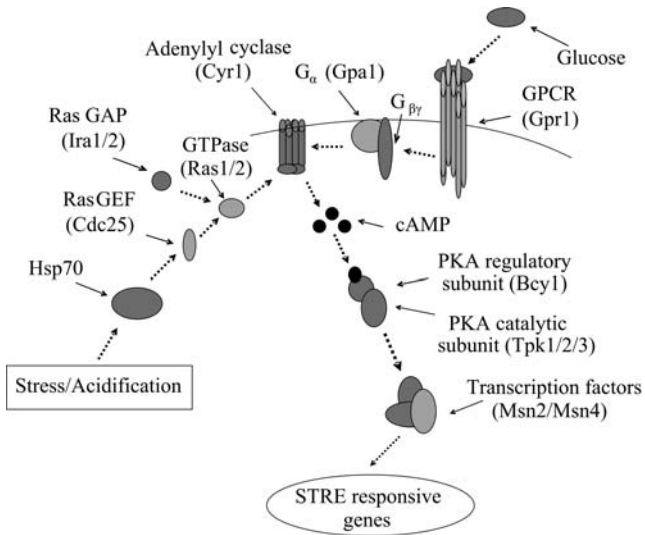 Adenylyl cyclase
(Cyr1)
Gα (Gpa1)
Glucose
Gβγ
GPCR
(Gpr1)
Ras GAP
(Ira1/2)
GTPase
(Ras1/2)
RasGEF
(Cdc25)
cAMP
Hsp70
PKA regulatory
subunit (Bcy1)
PKA catalytic
subunit (Tpk1/2/3)
Stress/Acidification
Transcription factors
(Msn2/Msn4)
STRE responsive
genes